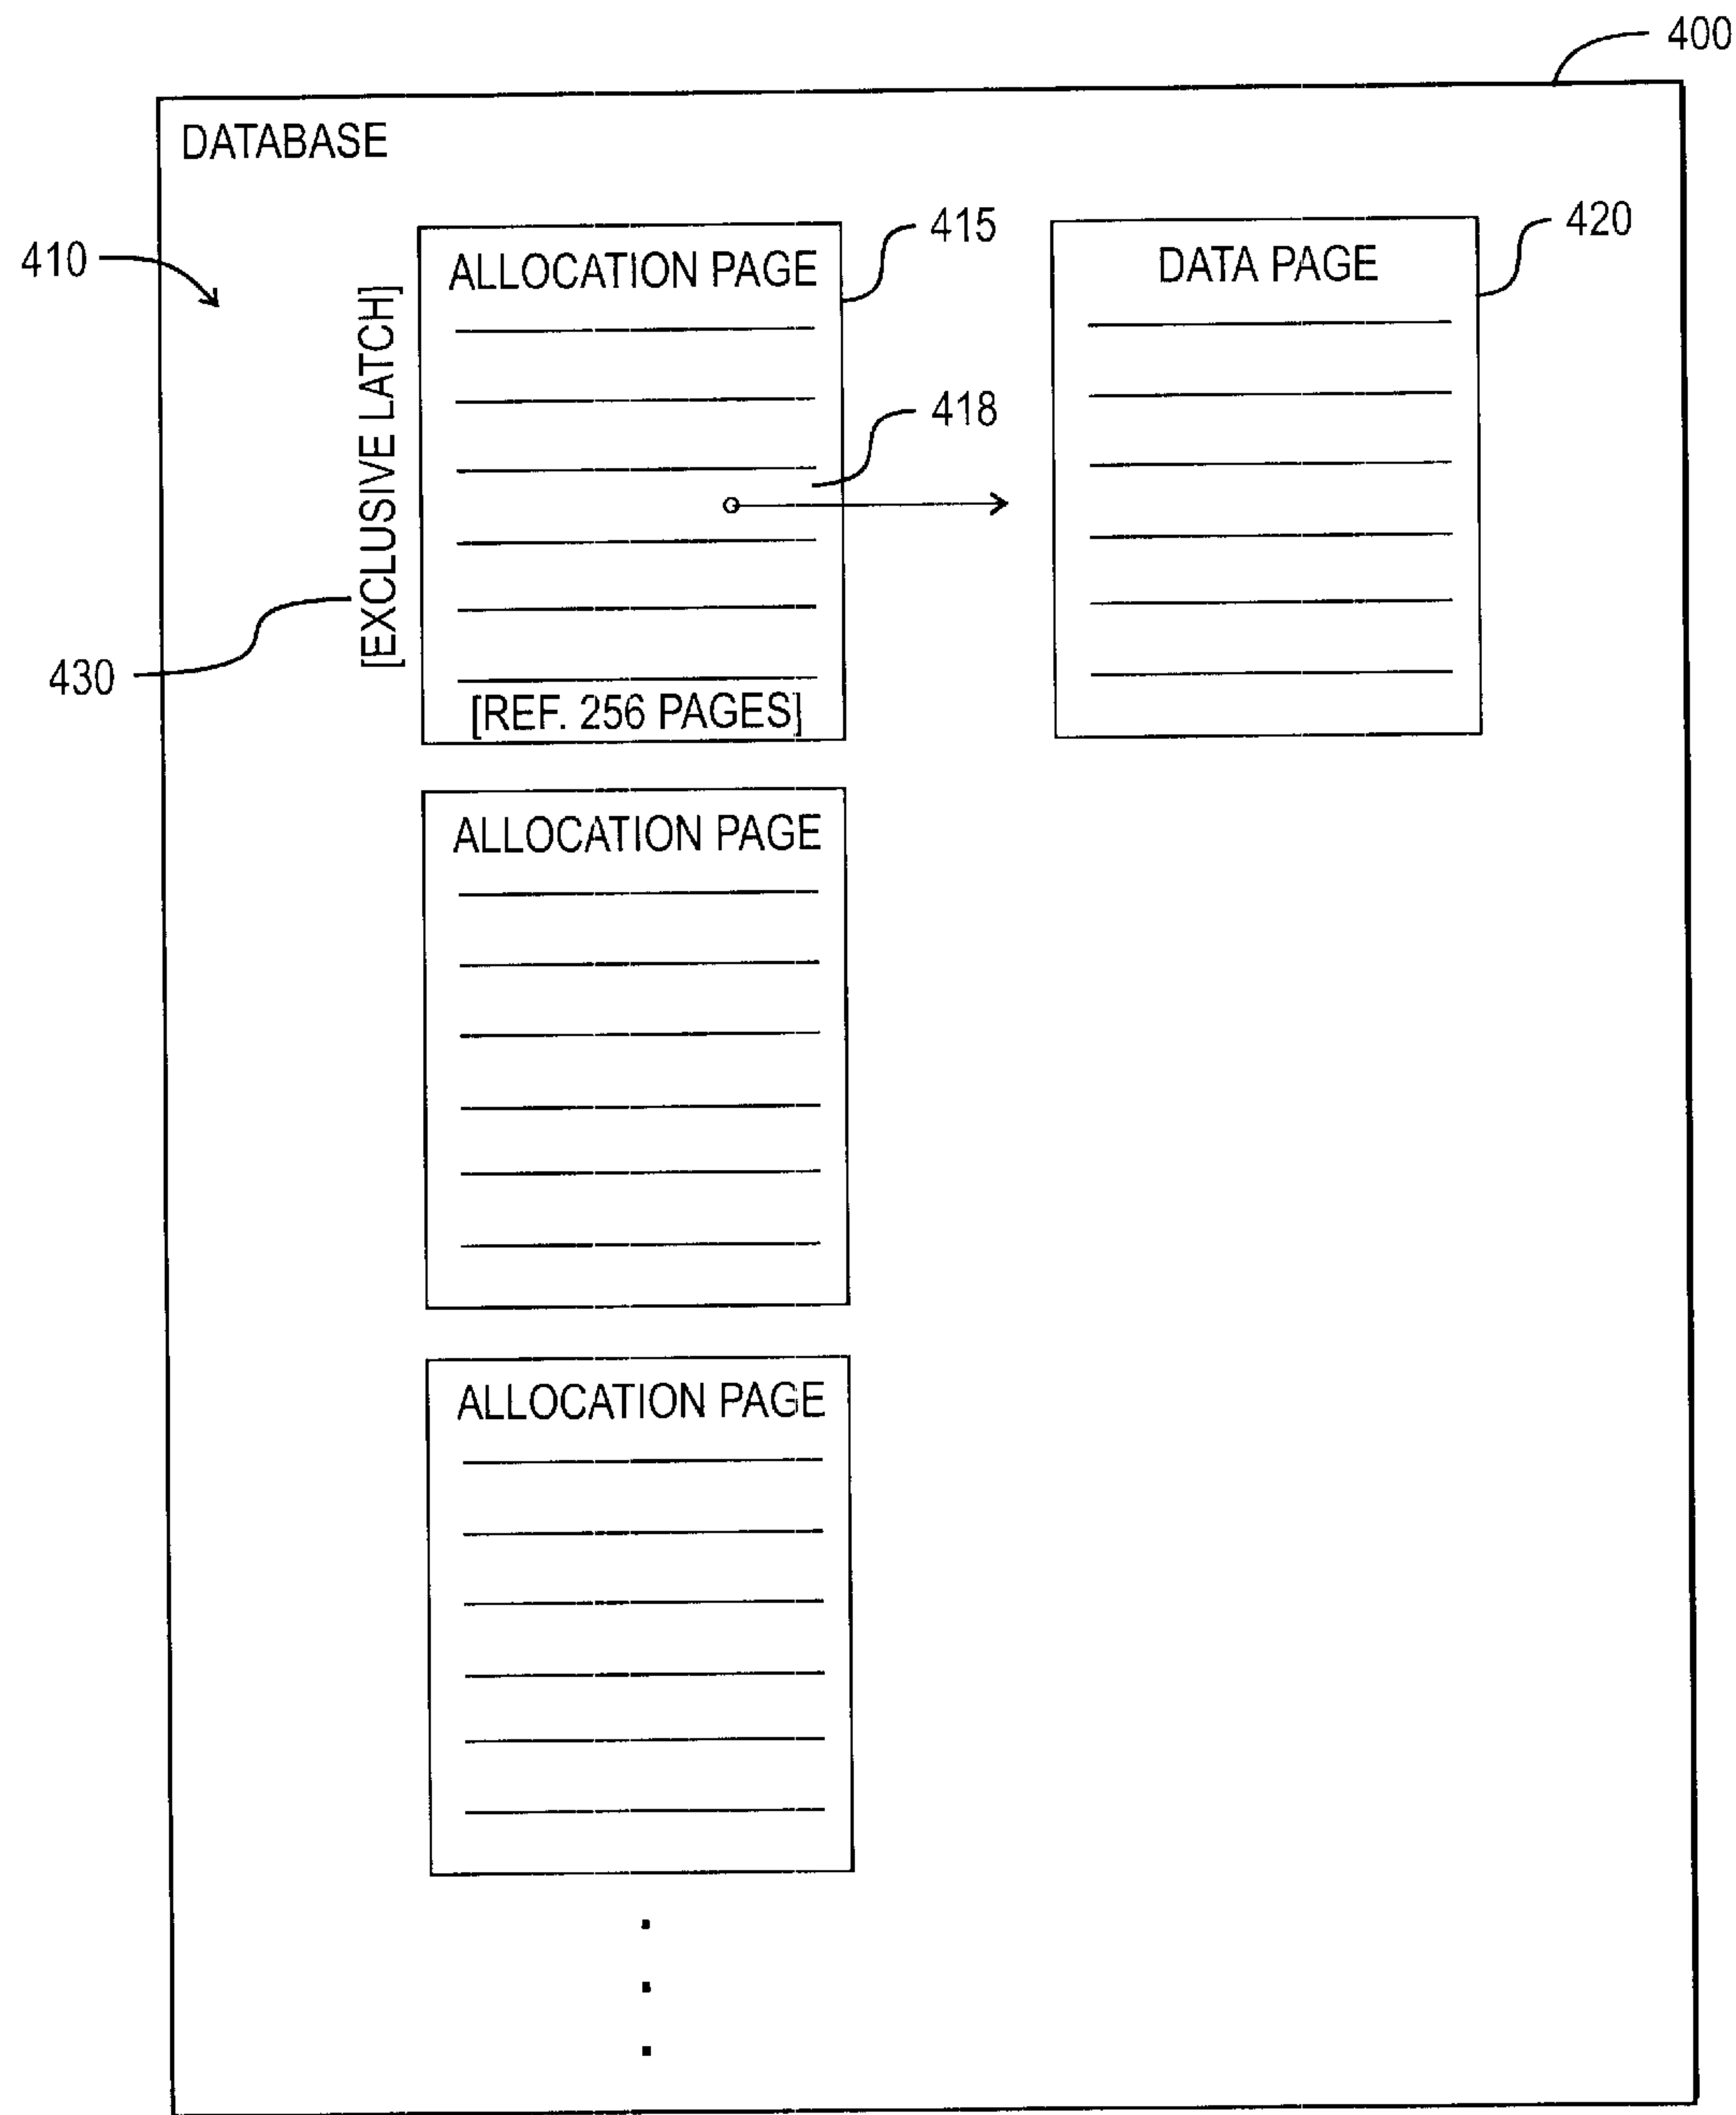 400
DATABASE
410
415
420
ALLOCATION PAGE
DATA PAGE
[EXCLUSIVE LATCH]
418
430
[REF. 256 PAGES]
ALLOCATION PAGE
ALLOCATION PAGE